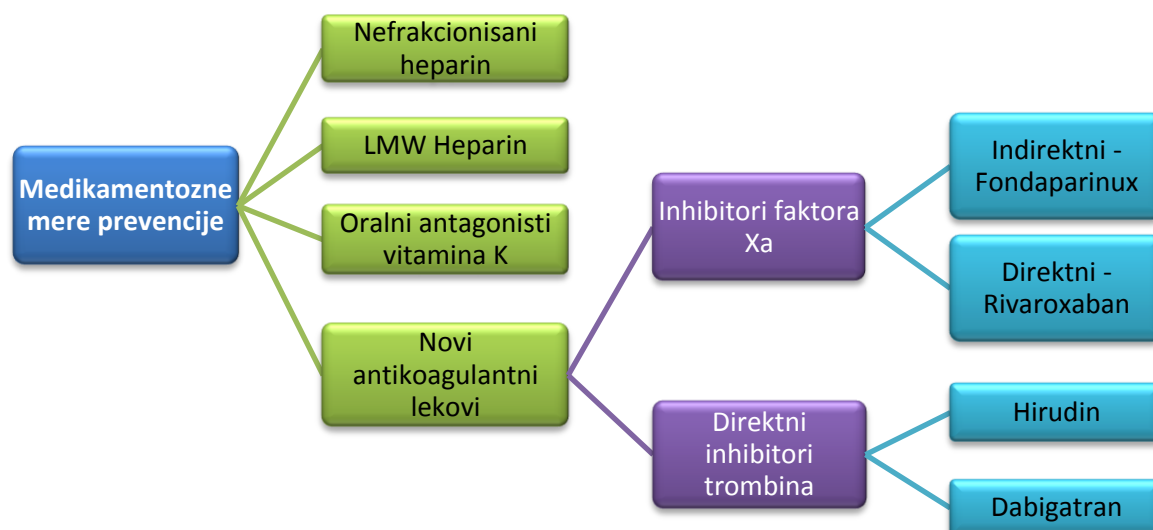 Medikamentozne
mere prevencije
Nefrakcionisani
heparin
LMW Heparin
Oralni antagonisti
vitamina K
Novi
antikoagulantni
lekovi
Inhibitori faktora
Xa
Indirektni -
Fondaparinux
Direktni -
Rivaroxaban
Direktni
inhibitori
trombina
Hirudin
Dabigatran